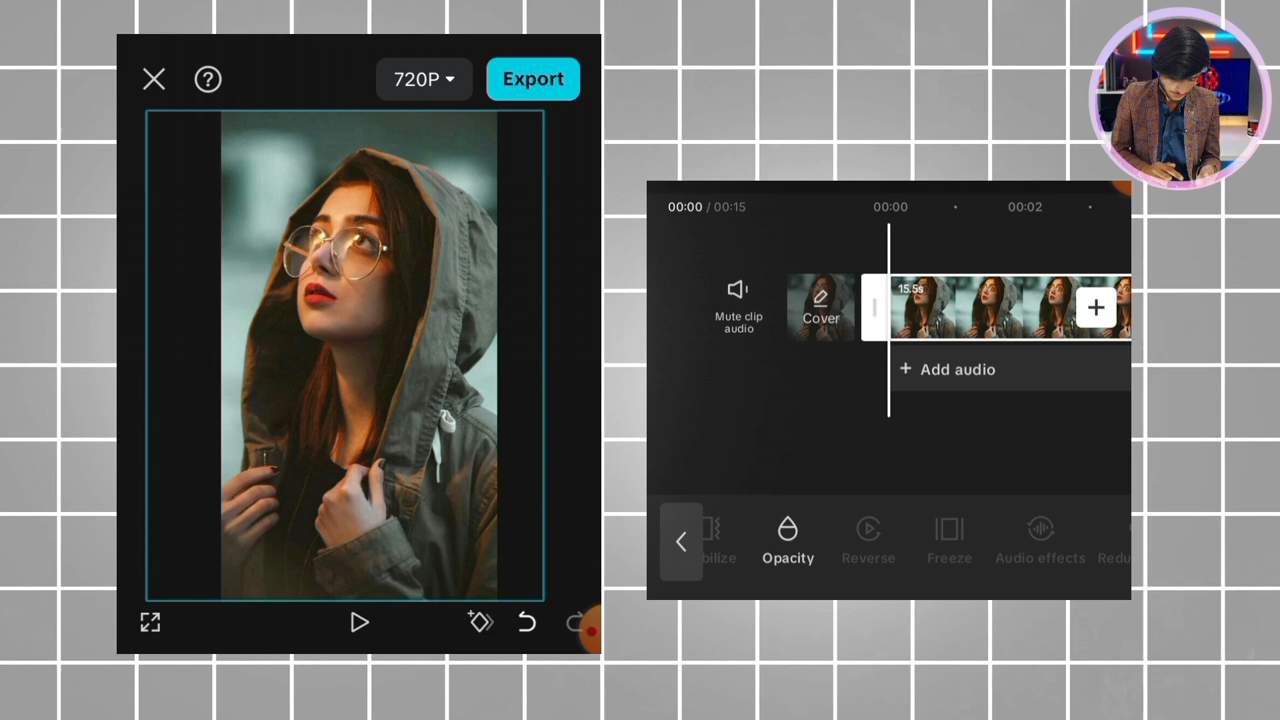 720P
Export
00:00 / 00:15
00:00
00:02
15.5s
Mute clip
audio
Cover
+ Add audio
bilize
Opacity
Reverse
Freeze
Audio effects
Redu